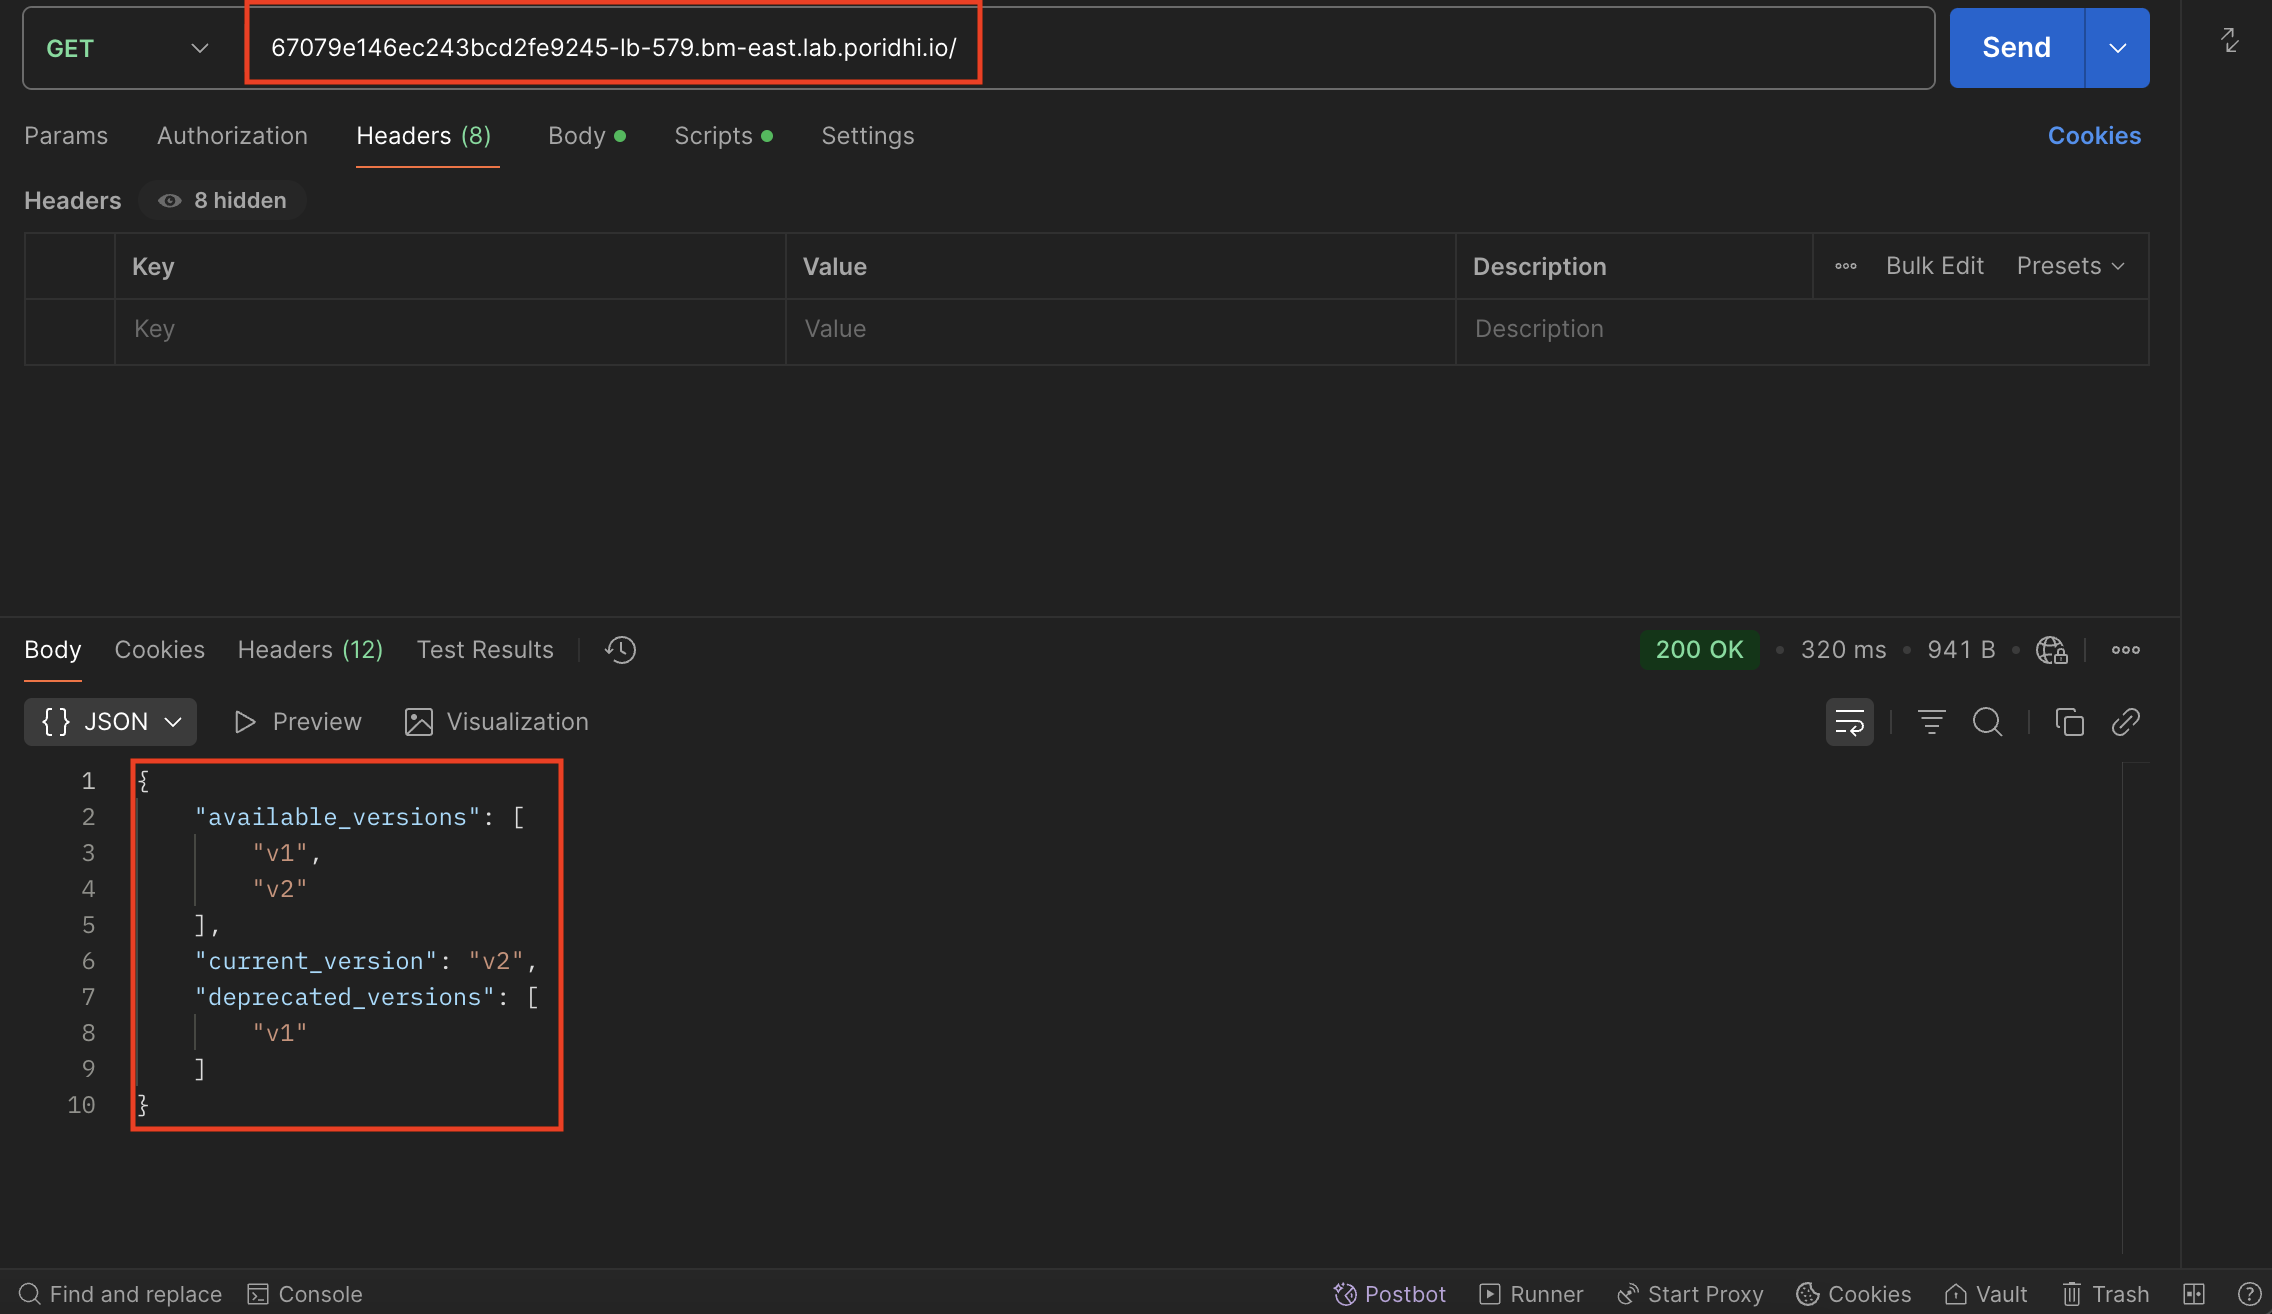 GET 67079e146ec243bcd2fe9245-lb-579.bm-east.lab.poridhi.io/ Send
Params Authorization Headers (8) Body Scripts Settings Cookies
Headers 8 hidden
Key Value Description Bulk Edit Presets
Key Value Description
Body Cookies Headers (12) Test Results 200 OK 320 ms 941 B
{ } JSON Preview Visualization
1 {
2 "available_versions": [
3 "v1",
4 "v2"
5 ],
6 "current_version": "v2",
7 "deprecated_versions": [
8 "v1"
9 ]
10 }
Find and replace Console Postbot Runner Start Proxy Cookies Vault Trash